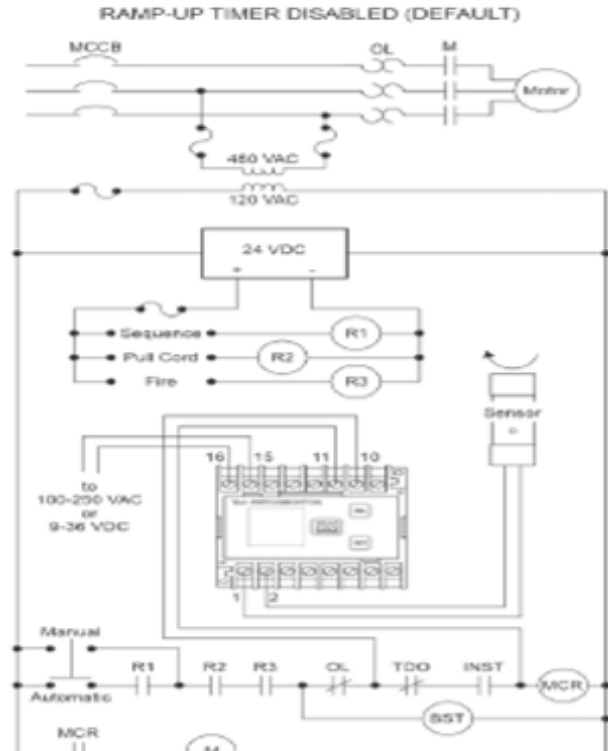 RAMP-UP TIMER DISABLED (DEFAULT)
MCCB OL M
Motor
480 VAC
120 VAC
24 VDC
+ -
Sequence R1
Pull Cord R2
Fire R3
Sensor
16 15 11 10
to
100-250 VAC
or
9-36 VDC
1 2
Manual
R1 R2 R3 OL TDO INST
MCR
Automatic
BST
MCR
M